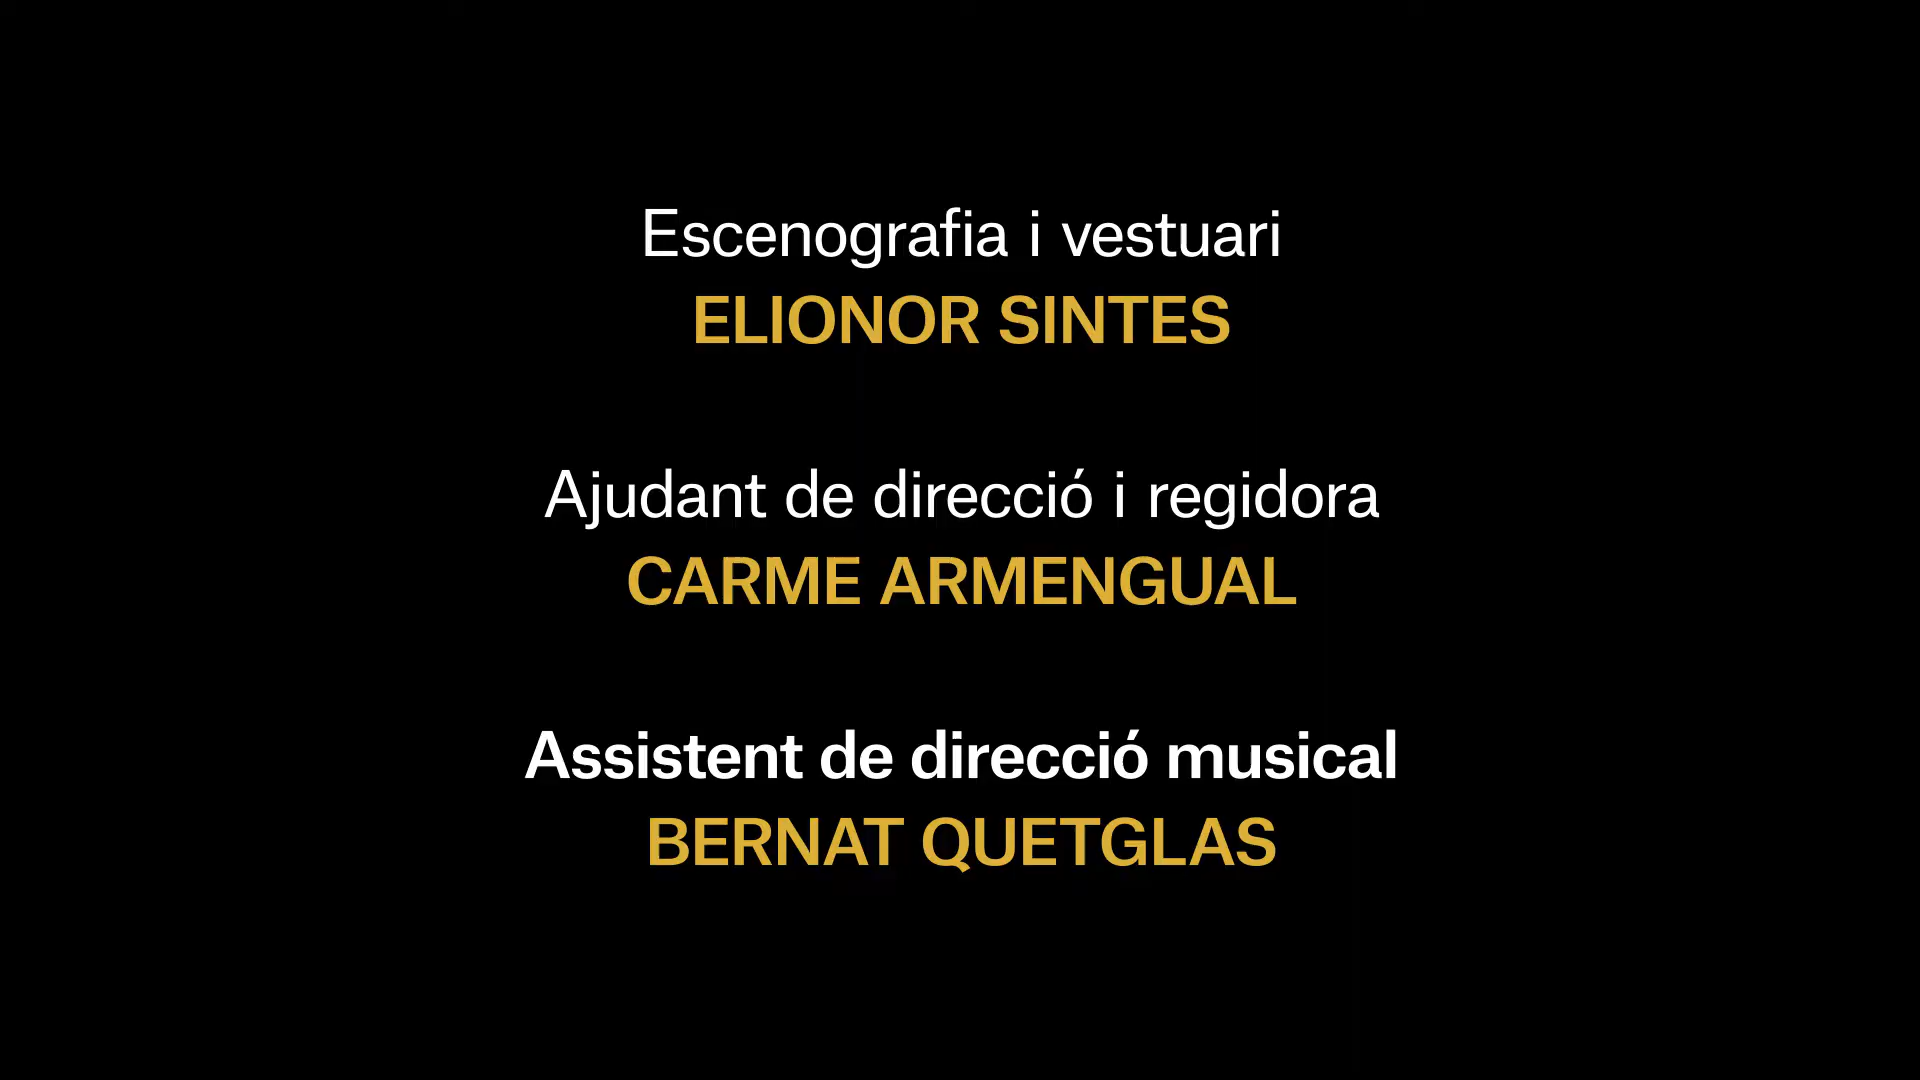 Escenografia i vestuari
ELIONOR SINTES
Ajudant de direcció i regidora
CARME ARMENGUAL
Assistent de direcció musical
BERNAT QUETGLAS